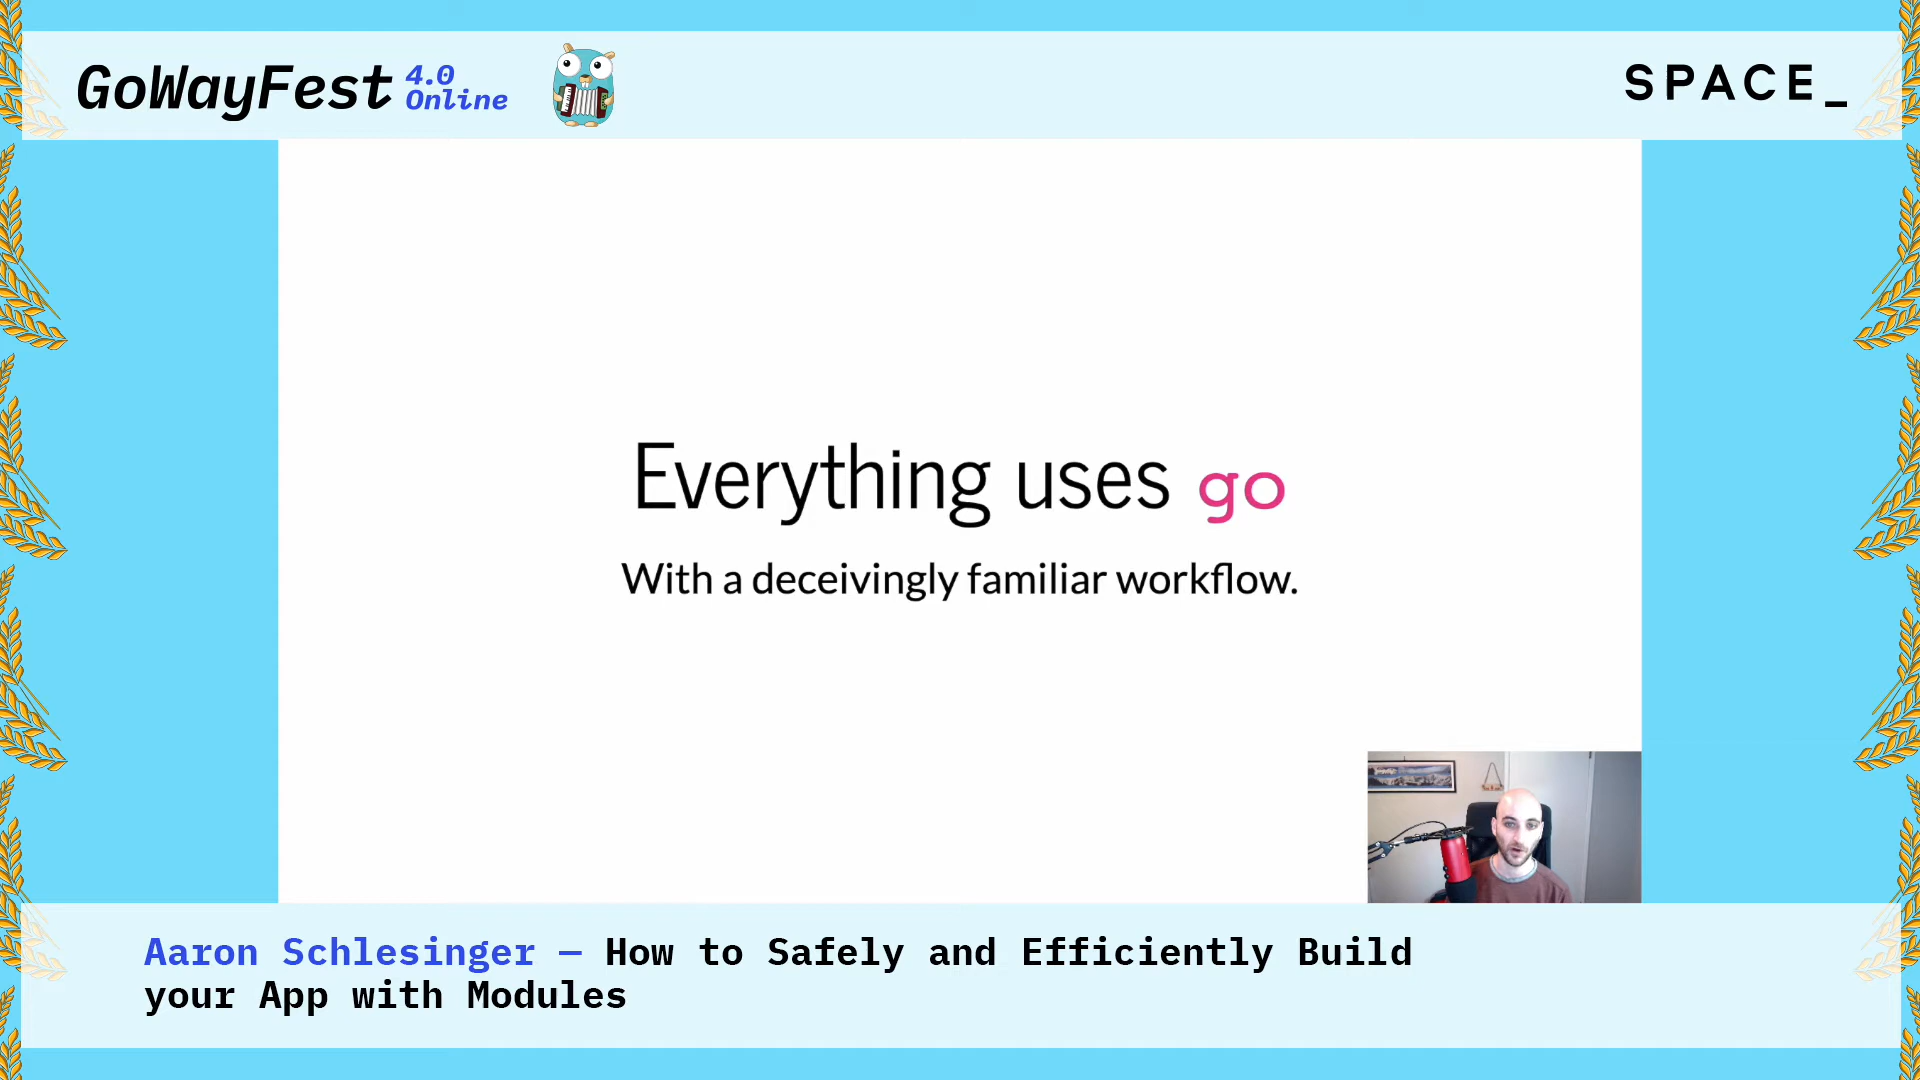 GoWayFest 4.0
Online
SPACE_
Everything uses go
With a deceivingly familiar workflow.
Aaron Schlesinger — How to Safely and Efficiently Build
your App with Modules